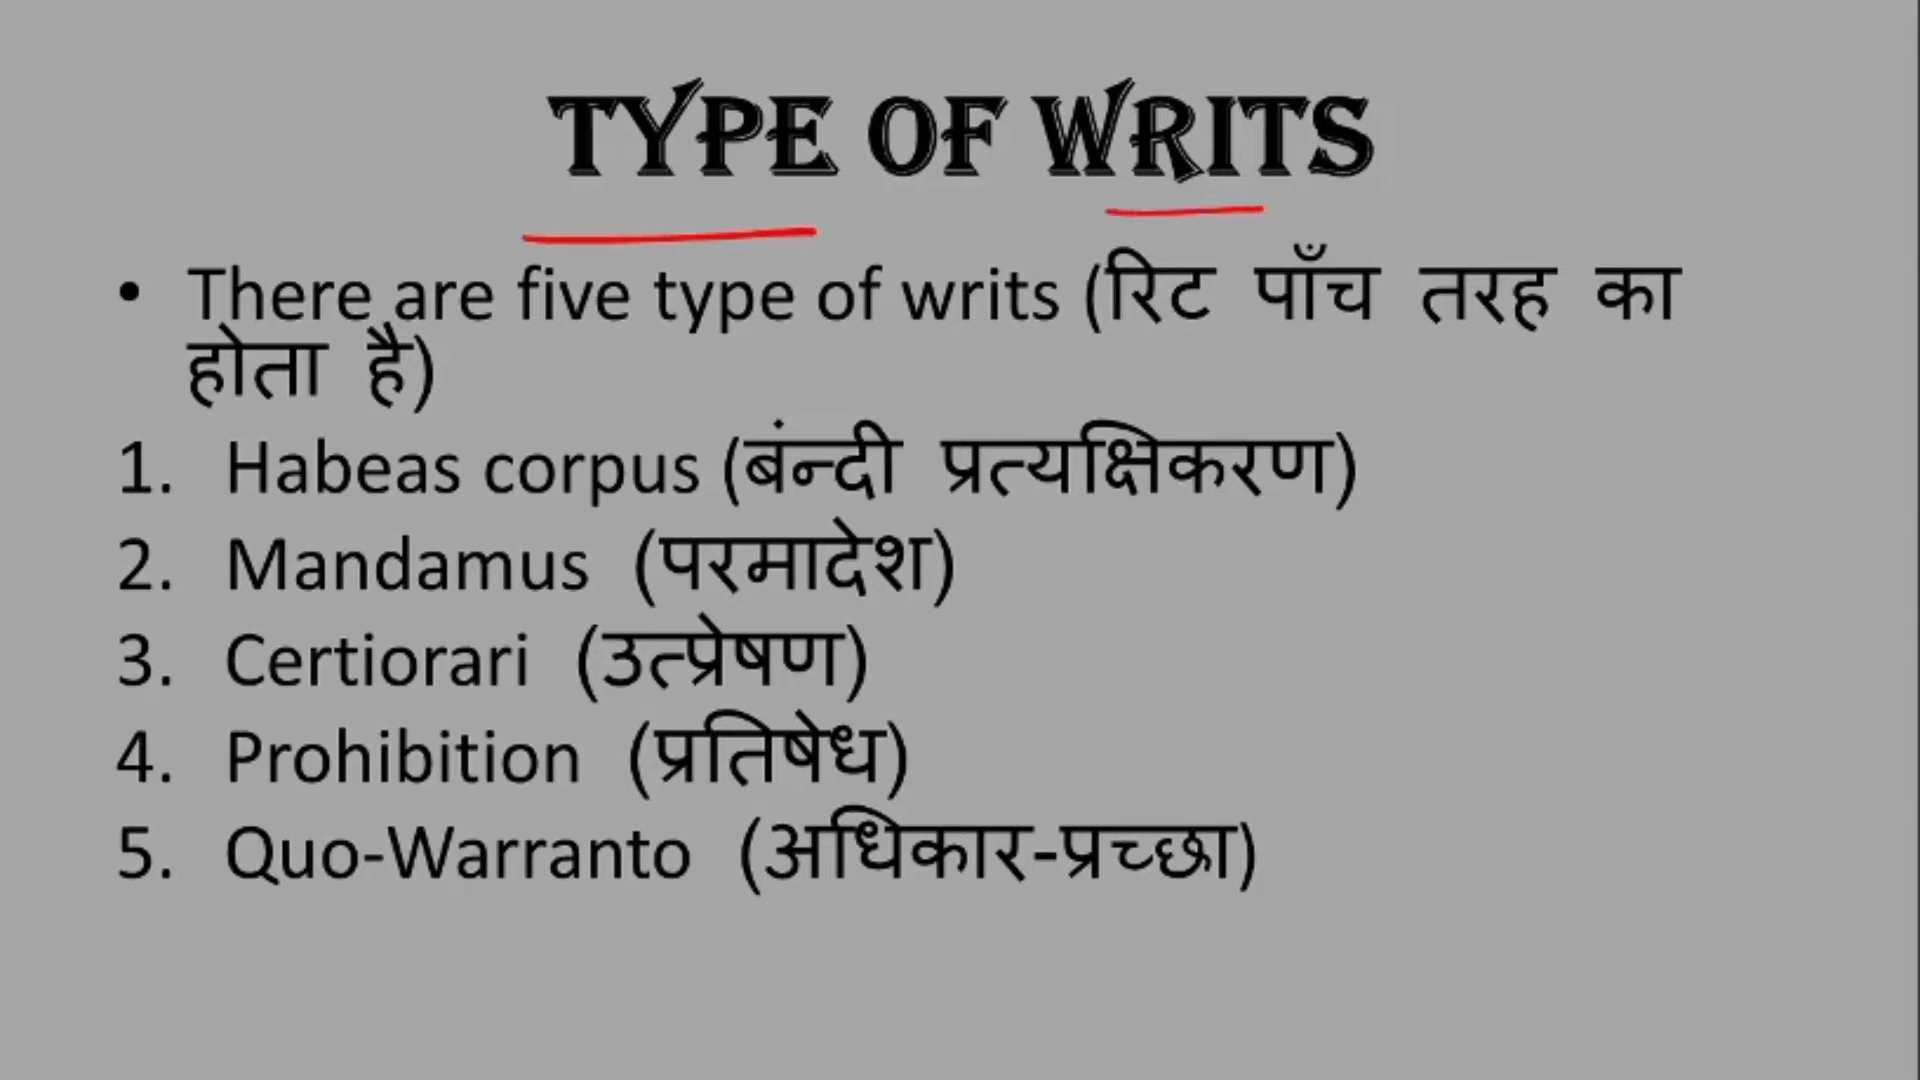 TYPE OF WRITS
• There are five type of writs (रिट पाँच तरह का
होता है)
1. Habeas corpus (बंन्दी प्रत्यक्षिकरण)
2. Mandamus (परमादेश)
3. Certiorari (उत्प्रेषण)
4. Prohibition (प्रतिषेध)
5. Quo-Warranto (अधिकार-प्रच्छा)